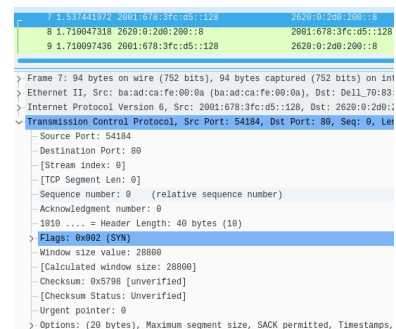 7 1.537441972 2001:678:3fc:d5::128 2620:0:2d0:200::8
8 1.710047318 2620:0:2d0:200::8 2001:678:3fc:d5::128
9 1.710097436 2001:678:3fc:d5::128 2620:0:2d0:200::8
Frame 7: 94 bytes on wire (752 bits), 94 bytes captured (752 bits) on int
Ethernet II, Src: ba:ad:ca:fe:00:0a (ba:ad:ca:fe:00:0a), Dst: Dell_70:83:
Internet Protocol Version 6, Src: 2001:678:3fc:d5::128, Dst: 2620:0:2d0:2
Transmission Control Protocol, Src Port: 54184, Dst Port: 80, Seq: 0, Len
Source Port: 54184
Destination Port: 80
[Stream index: 0]
[TCP Segment Len: 0]
Sequence number: 0 (relative sequence number)
Acknowledgment number: 0
1010 .... = Header Length: 40 bytes (10)
Flags: 0x002 (SYN)
Window size value: 28800
[Calculated window size: 28800]
Checksum: 0x5798 [unverified]
[Checksum Status: Unverified]
Urgent pointer: 0
Options: (20 bytes), Maximum segment size, SACK permitted, Timestamps,